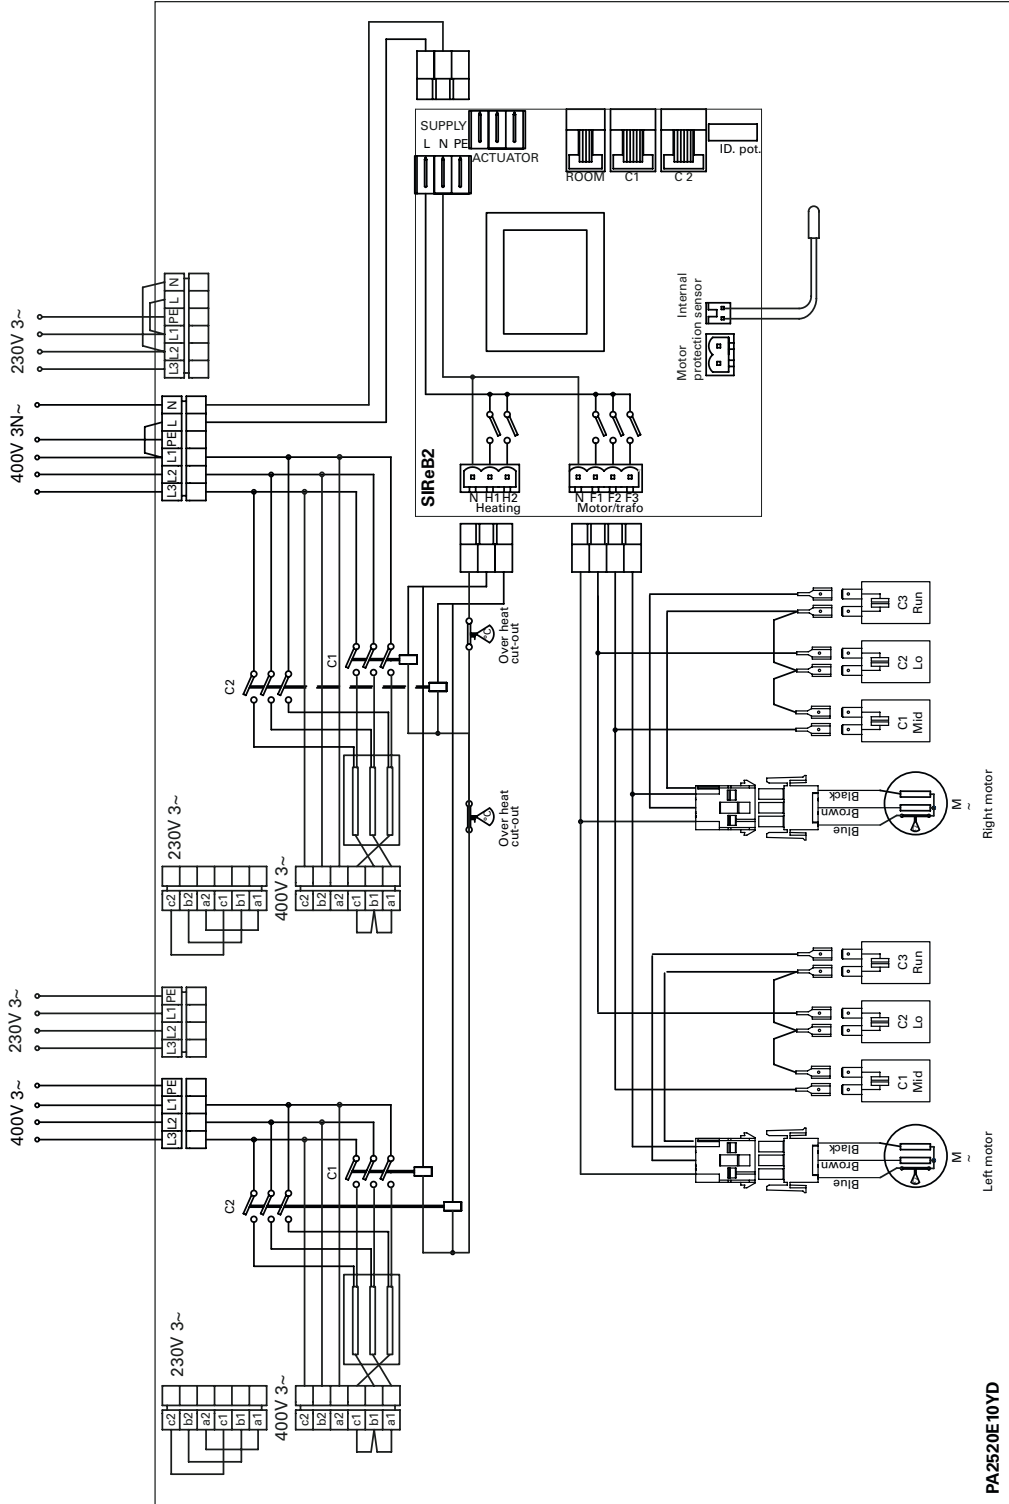 SUPPLY
L N PE
ACTUATOR
ROOM
C1
C 2
ID. pot.
230V 3~
N
L
PE
L1
L2
L3
400V 3N~
N
L
PE
L1
L2
L3
Internal
sensor
Motor
protection
SIReB2
N H1 H2
Heating
N F1 F2 F3
Motor/trafo
C1
C2
°C
Over heat
cut-out
°C
Over heat
cut-out
C3
Run
C2
Lo
C1
Mid
230V 3~
c2
b2
a2
c1
b1
a1
400V 3~
c2
b2
a2
c1
b1
a1
Black
Brown
Blue
M
~
Right motor
230V 3~
PE
L1
L2
L3
400V 3~
PE
L1
L2
L3
C1
C2
C3
Run
C2
Lo
C1
Mid
230V 3~
c2
b2
a2
c1
b1
a1
400V 3~
c2
b2
a2
c1
b1
a1
Black
Brown
Blue
M
~
Left motor
PA2520E10YD